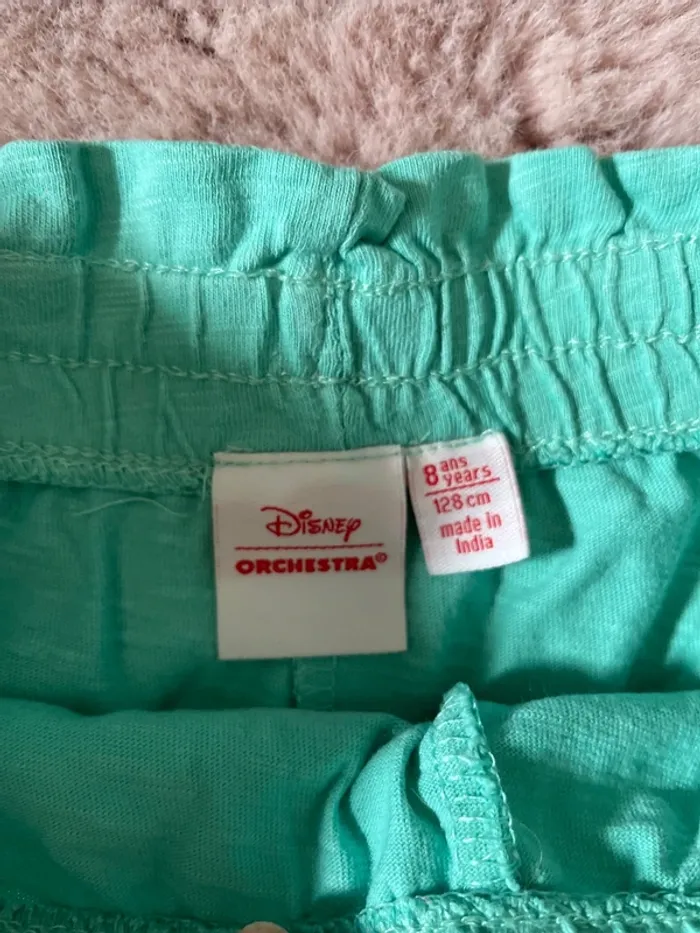 Disney
ORCHESTRA©
8 ans
years
128 cm
made in
India